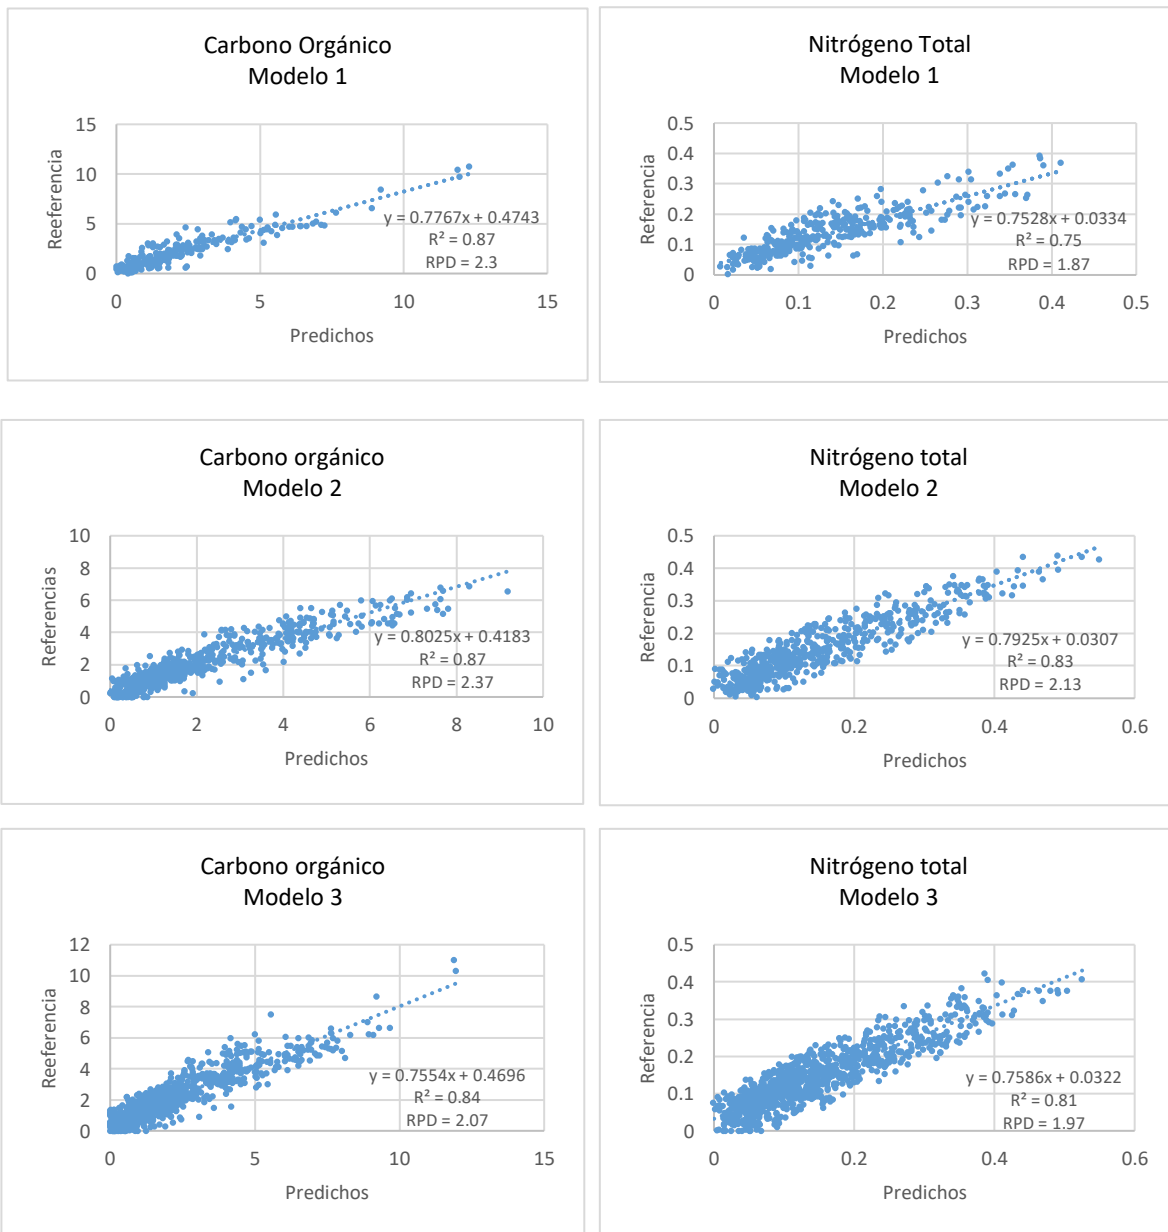 Carbono Orgánico
Modelo 1
15
10
5
0
Reeferencia
y = 0.7767x + 0.4743
R² = 0.87
RPD = 2.3
0 5 10 15
Predichos
Nitrógeno Total
Modelo 1
0.5
0.4
0.3
0.2
0.1
0
Referencia
y = 0.7528x + 0.0334
R² = 0.75
RPD = 1.87
0 0.1 0.2 0.3 0.4 0.5
Predichos
Carbono orgánico
Modelo 2
10
8
6
4
2
0
Referencias
y = 0.8025x + 0.4183
R² = 0.87
RPD = 2.37
0 2 4 6 8 10
Predichos
Nitrógeno total
Modelo 2
0.5
0.4
0.3
0.2
0.1
0
Referencia
y = 0.7925x + 0.0307
R² = 0.83
RPD = 2.13
0 0.2 0.4 0.6
Predichos
Carbono orgánico
Modelo 3
12
10
8
6
4
2
0
Reeferencia
y = 0.7554x + 0.4696
R² = 0.84
RPD = 2.07
0 5 10 15
Predichos
Nitrógeno total
Modelo 3
0.5
0.4
0.3
0.2
0.1
0
Referencia
y = 0.7586x + 0.0322
R² = 0.81
RPD = 1.97
0 0.2 0.4 0.6
Predichos